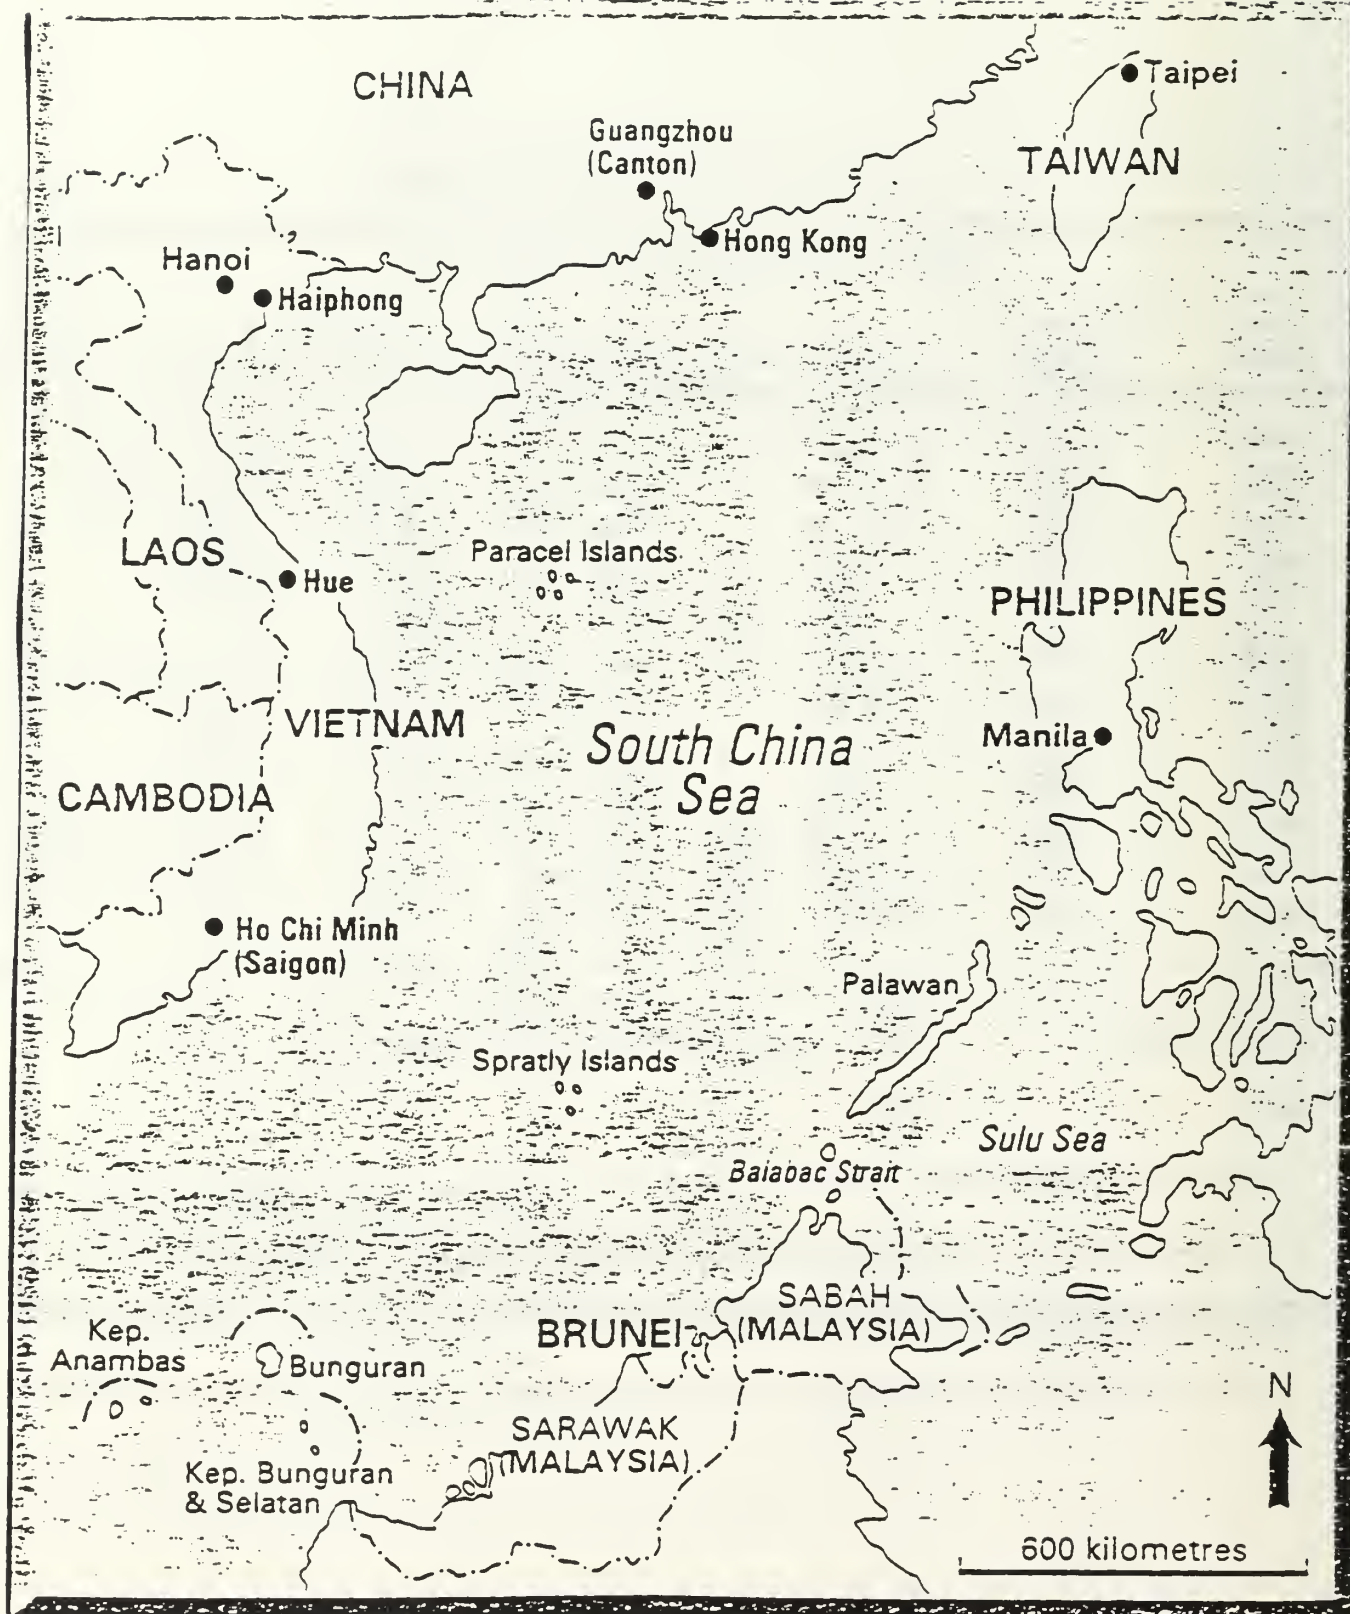 CHINA
Taipei
Guangzhou
(Canton)
TAIWAN
Hong Kong
Hanoi
Haiphong
LAOS
Paracel Islands
Hue
PHILIPPINES
VIETNAM
South China
Sea
Manila
CAMBODIA
Ho Chi Minh
(Saigon)
Palawan
Spratly Islands
Sulu Sea
Balabac Strait
SABAH
(MALAYSIA)
BRUNEI
Kep.
Anambas
Bunguran
N
SARAWAK
(MALAYSIA)
Kep. Bunguran
& Selatan
600 kilometres